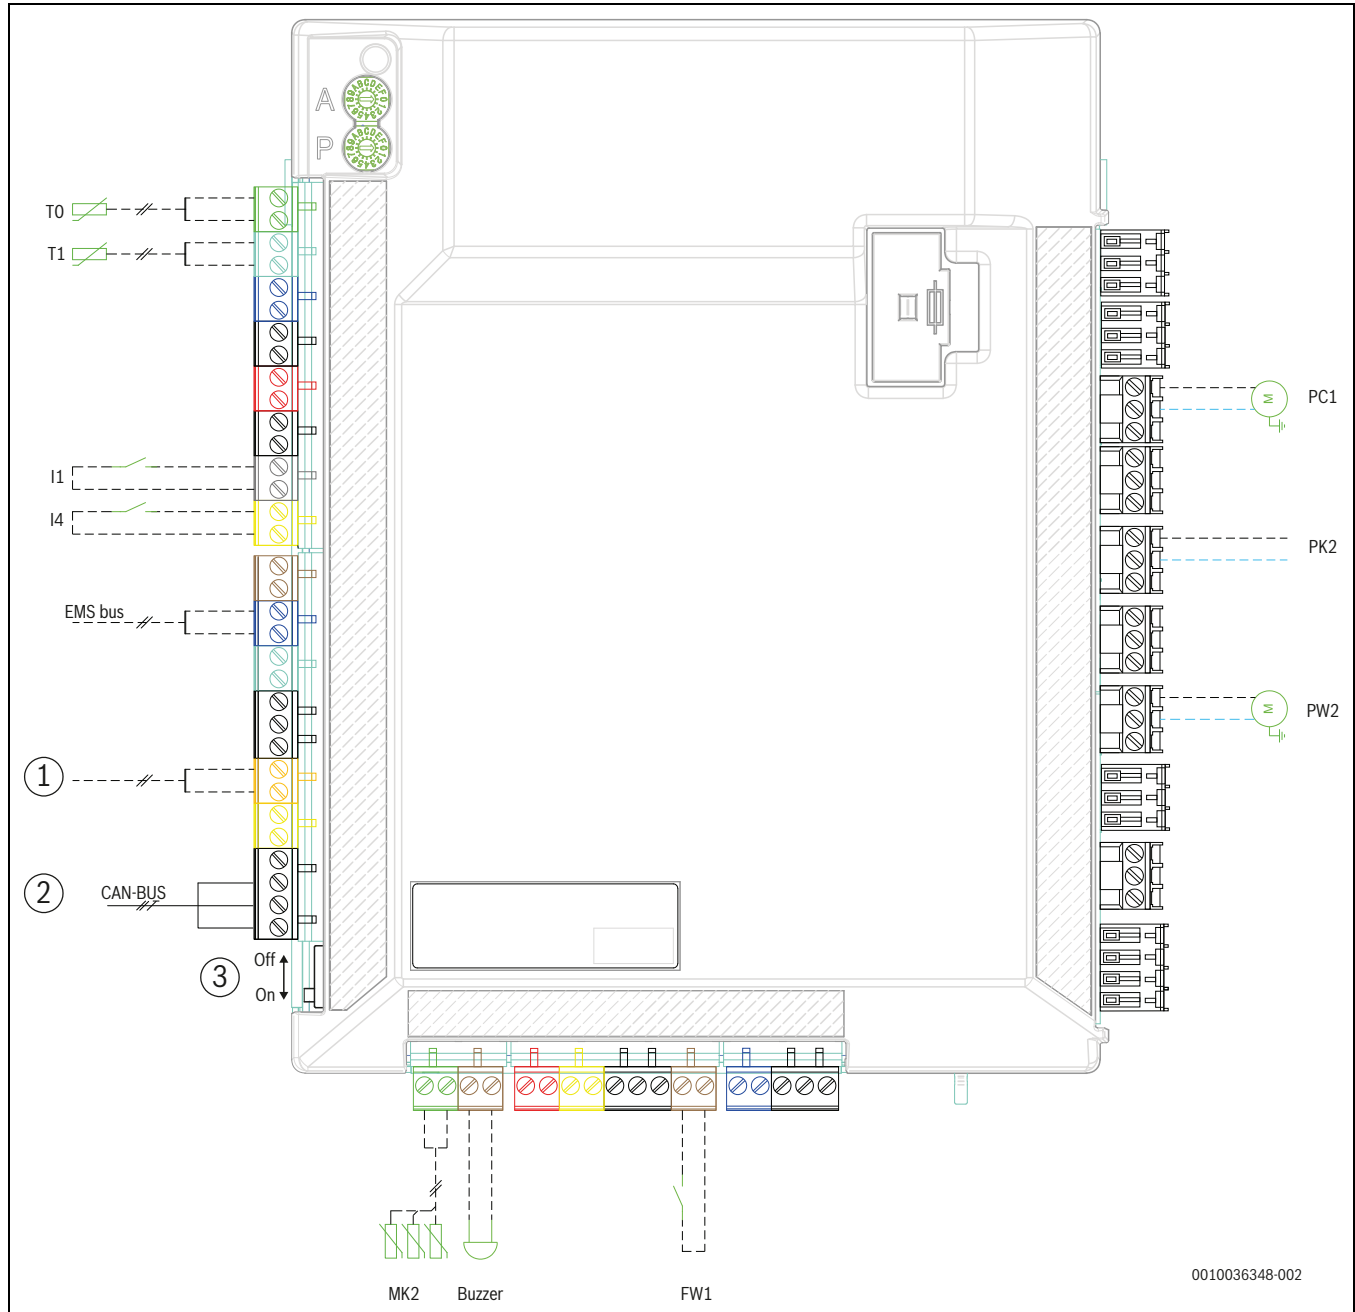 A
P
T0
T1
PC1
I1
I4
PK2
EMS bus
PW2
1
2
CAN-BUS
3
Off
On
M
M
MK2
Buzzer
FW1
0010036348-002